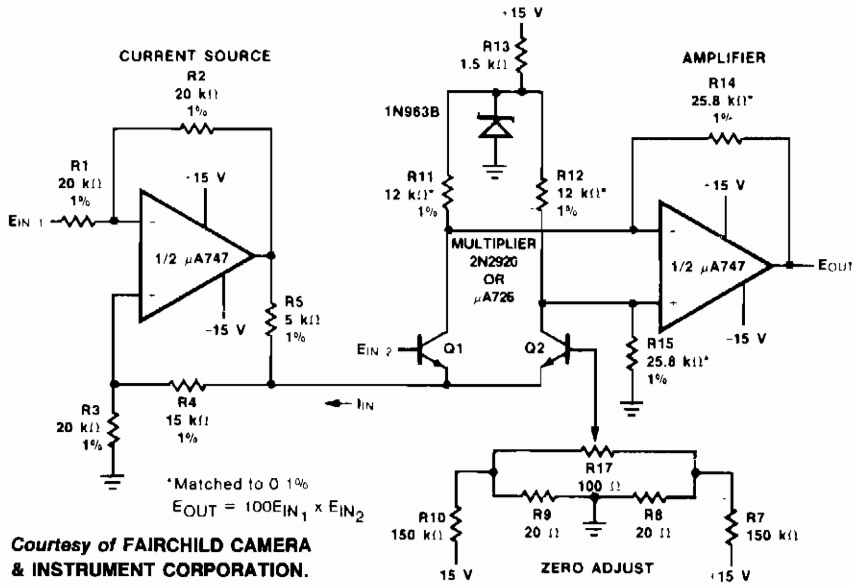 +15 V
R13
1.5 kΩ
CURRENT SOURCE
R2
20 kΩ
1%
1N963B
AMPLIFIER
R14
25.8 kΩ*
1%
R1
20 kΩ
1%
-15 V
R11
12 kΩ*
1%
R12
12 kΩ*
1%
-15 V
EIN 1
-
1/2 µA747
+
-15 V
R5
5 kΩ
1%
MULTIPLIER
2N2920
OR
µA726
-
1/2 µA747
+
-15 V
EOUT
EIN 2
Q1
Q2
R15
25.8 kΩ*
1%
R3
20 kΩ
1%
R4
15 kΩ
1%
IIN
*Matched to 0 1%
EOUT = 100EIN1 x EIN2
R17
100 Ω
R10
150 kΩ
15 V
R9
20 Ω
R8
20 Ω
R7
150 k
+15 V
ZERO ADJUST
Courtesy of FAIRCHILD CAMERA
& INSTRUMENT CORPORATION.